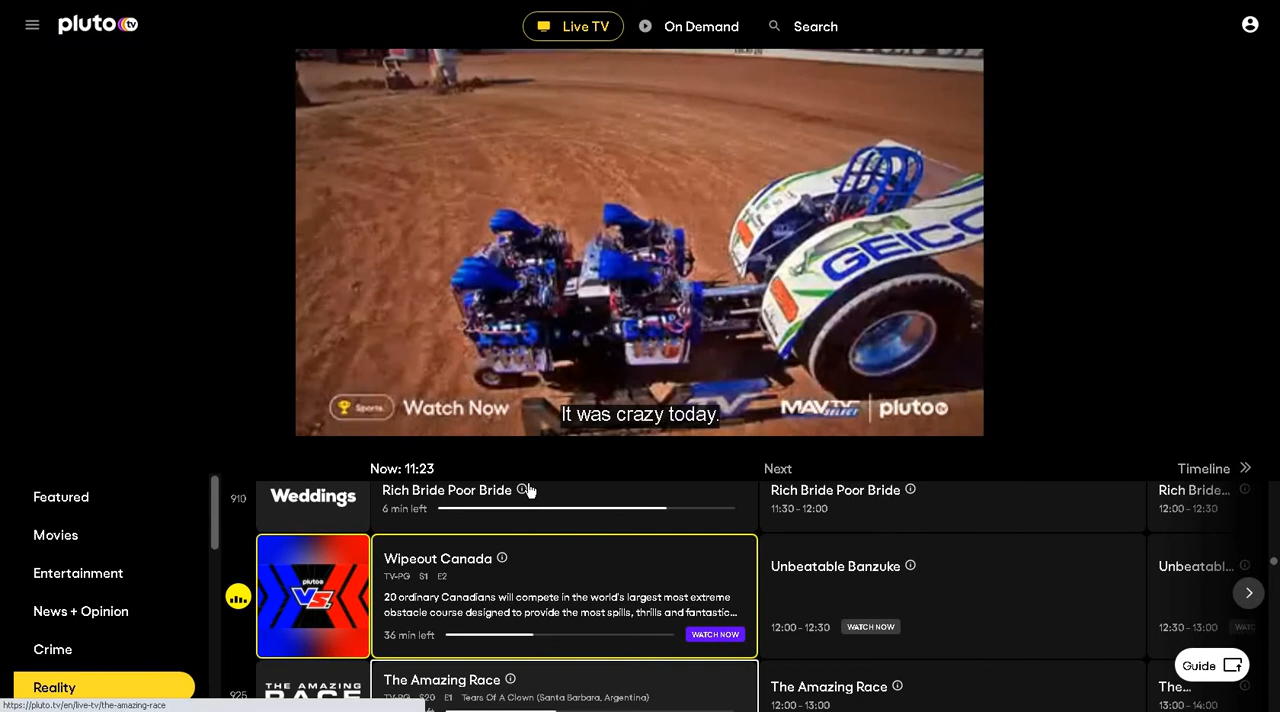 pluto tv
Live TV
On Demand
Search
GEICO
Sports
Watch Now
It was crazy today.
MAVTV
SELECT
pluto tv
Now: 11:23
Next
Timeline
Featured
Movies
Entertainment
News + Opinion
Crime
Reality
910
Weddings
Rich Bride Poor Bride
6 min left
Rich Bride Poor Bride
11:30 - 12:00
Rich Bride...
12:00 - 12:30
pluto tv
V.S.
Wipeout Canada
TV-PG S1 E2
20 ordinary Canadians will compete in the world's largest most extreme
obstacle course designed to provide the most spills, thrills and fantastic...
36 min left
WATCH NOW
Unbeatable Banzuke
12:00 - 12:30
WATCH NOW
Unbeatabl...
12:30 - 13:00
WATC
Guide
925
THE AMAZING
RACE
The Amazing Race
TV-PG S20 E1 Tears Of A Clown (Santa Barbara, Argentina)
The Amazing Race
12:00 - 13:00
The...
13:00 - 14:00
https://pluto.tv/en/live-tv/the-amazing-race